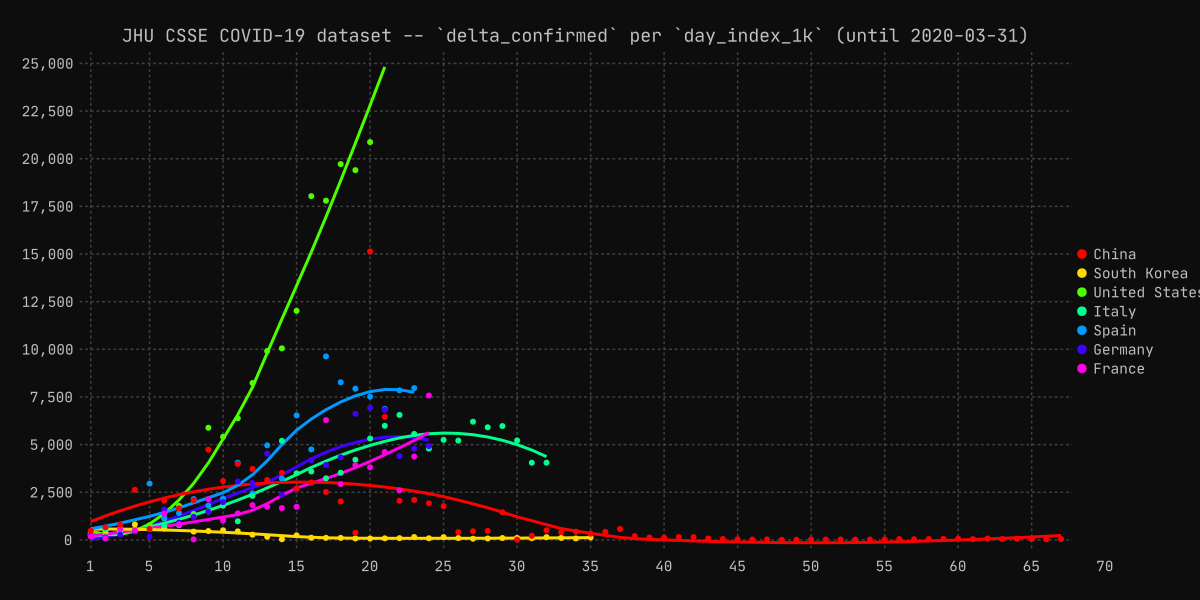 JHU CSSE COVID-19 dataset -- `delta_confirmed` per `day_index_1k` (until 2020-03-31)
25,000
22,500
20,000
17,500
15,000
12,500
10,000
7,500
5,000
2,500
0
1 5 10 15 20 25 30 35 40 45 50 55 60 65 70
China
South Korea
United States
Italy
Spain
Germany
France